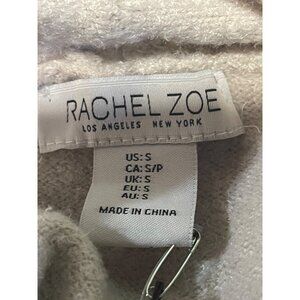 RACHEL ZOE
LOS ANGELES NEW YORK
US: S
CA: S/P
UK: S
EU: S
AU: S
MADE IN CHINA